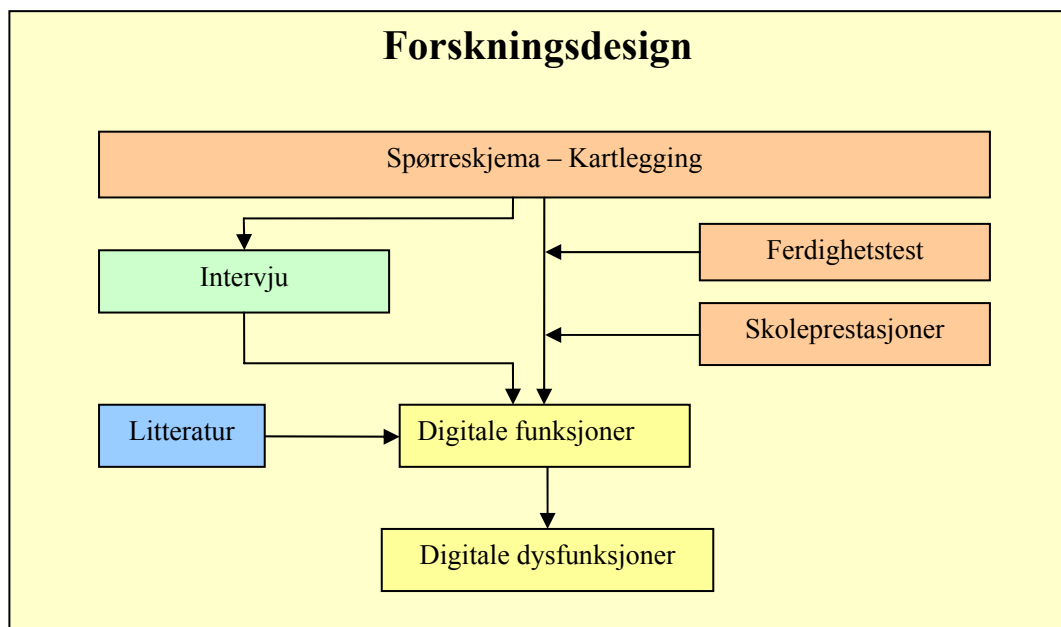 Forskningsdesign
Spørreskjema – Kartlegging
Intervju
Ferdighetstest
Skoleprestasjoner
Litteratur
Digitale funksjoner
Digitale dysfunksjoner